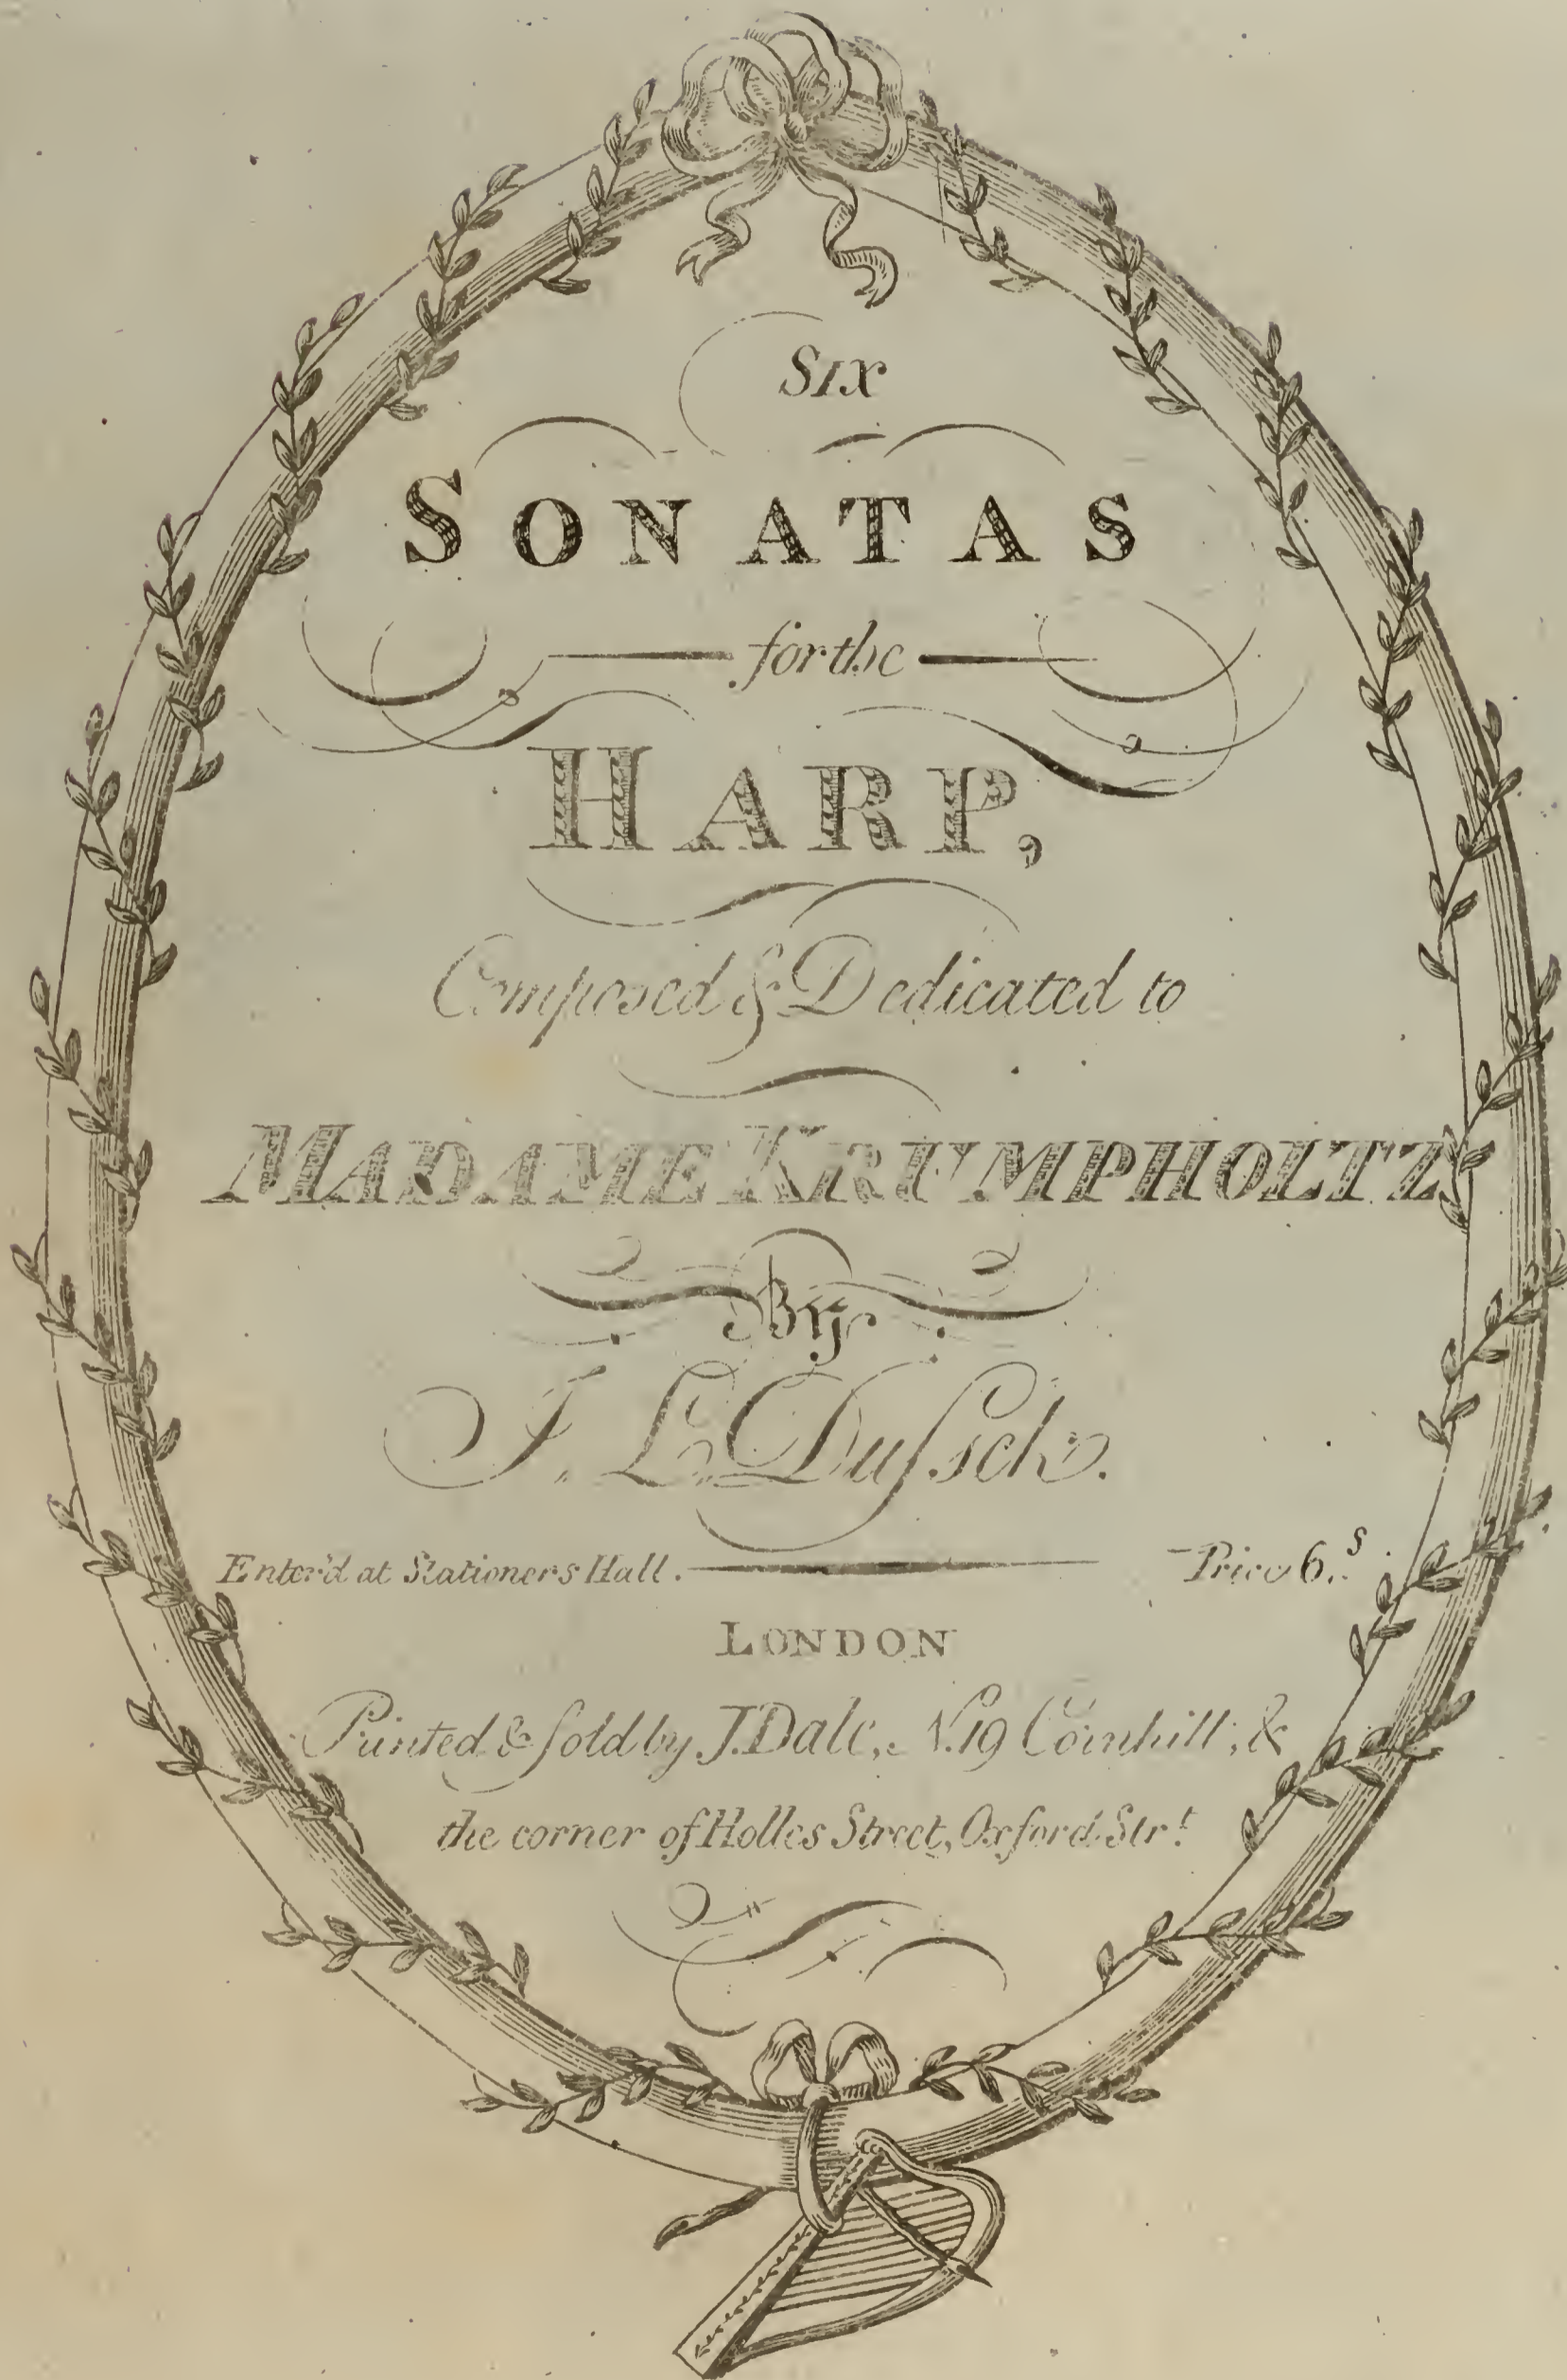 SIX
SONATAS
for the
HARP,
Composed & Dedicated to
MADAME KRUMPHOLTZ
By
J. L. Duſsek.
Enter'd at Stationers Hall. Price 6.ˢ
LONDON
Printed & ſold by J. Dale, N.19 Cornhill, &
the corner of Holles Street, Oxford Str.ᵗ